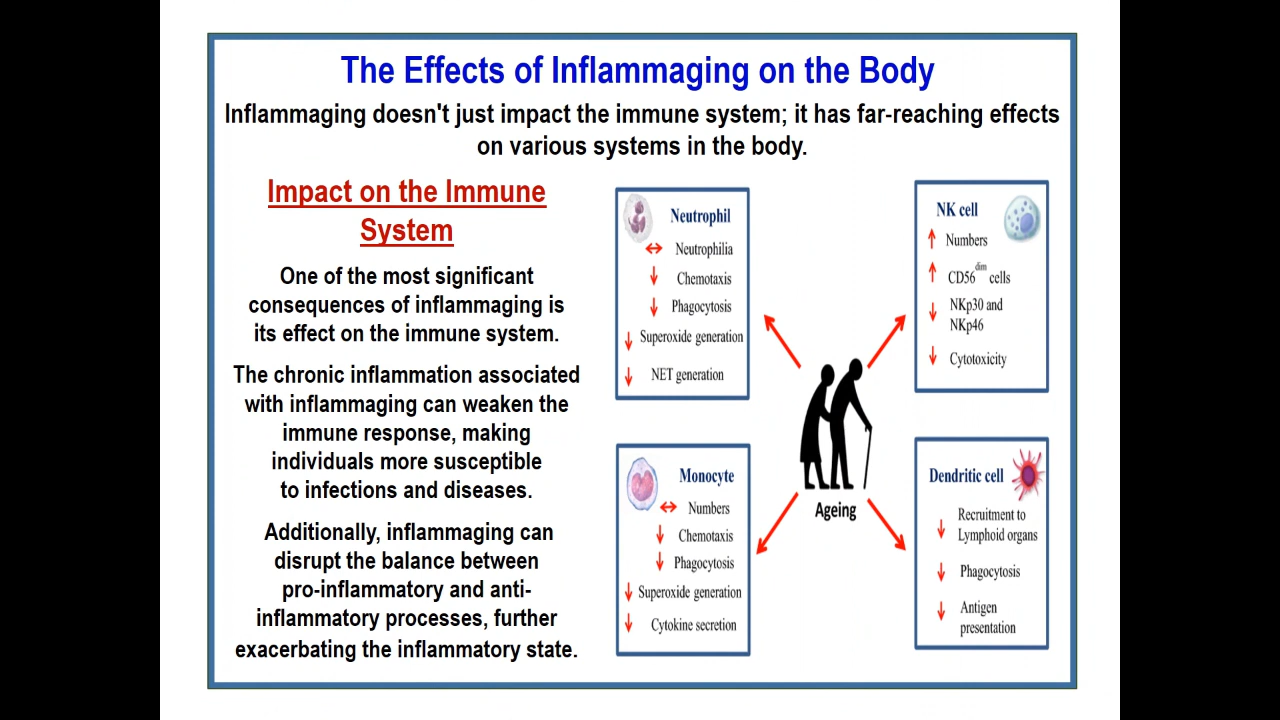 The Effects of Inflammaging on the Body
Inflammaging doesn't just impact the immune system; it has far-reaching effects
on various systems in the body.
Impact on the Immune
System
One of the most significant
consequences of inflammaging is
its effect on the immune system.
The chronic inflammation associated
with inflammaging can weaken the
immune response, making
individuals more susceptible
to infections and diseases.
Additionally, inflammaging can
disrupt the balance between
pro-inflammatory and anti-
inflammatory processes, further
exacerbating the inflammatory state.
Neutrophil
↔ Neutrophilia
↓ Chemotaxis
↓ Phagocytosis
↓ Superoxide generation
↓ NET generation
NK cell
↑ Numbers
↑ CD56dim cells
↓ NKp30 and
NKp46
↓ Cytotoxicity
Monocyte
↔ Numbers
↓ Chemotaxis
↓ Phagocytosis
↓ Superoxide generation
↓ Cytokine secretion
Ageing
Dendritic cell
↓ Recruitment to
Lymphoid organs
↓ Phagocytosis
↓ Antigen
presentation